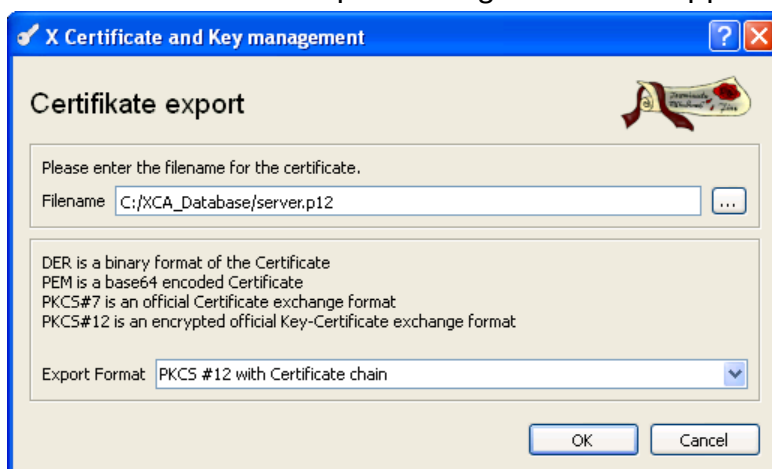 X Certificate and Key management
Certifikate export
Please enter the filename for the certificate.
Filename C:/XCA_Database/server.p12 ...
DER is a binary format of the Certificate
PEM is a base64 encoded Certificate
PKCS#7 is an official Certificate exchange format
PKCS#12 is an encrypted official Key-Certificate exchange format
Export Format PKCS #12 with Certificate chain
OK Cancel